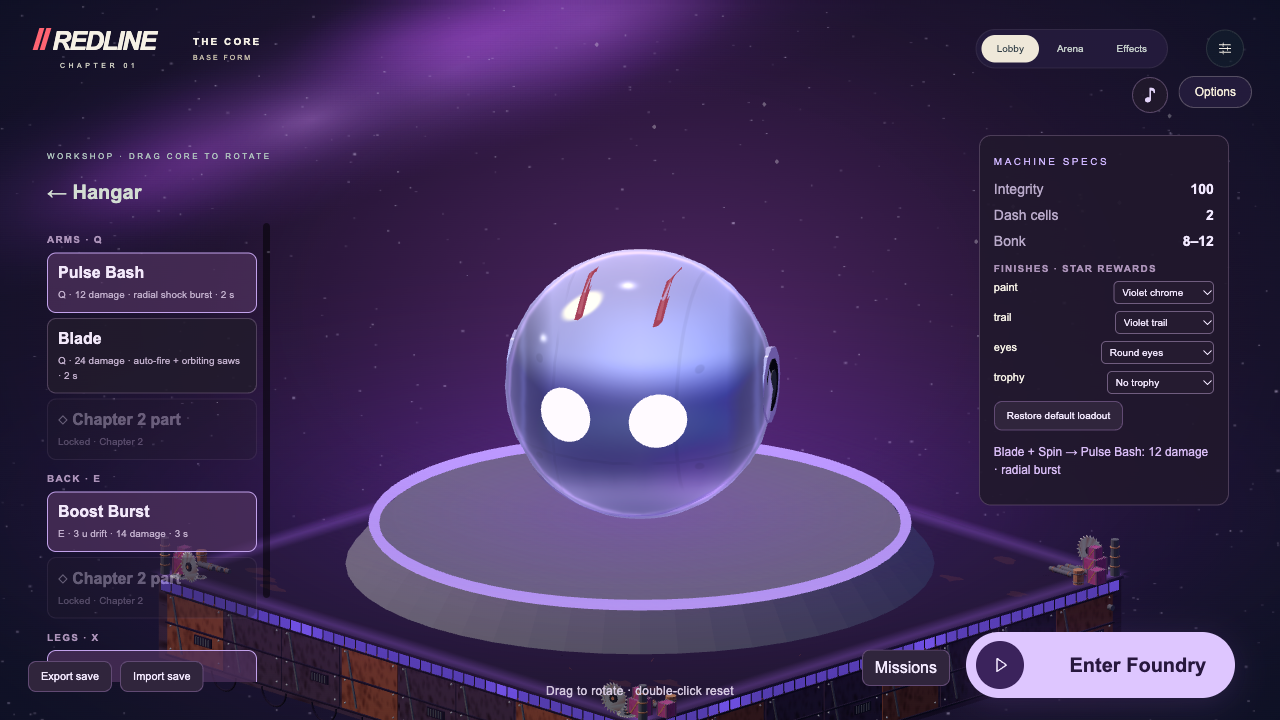 REDLINE
CHAPTER 01
THE CORE
BASE FORM
Lobby
Arena
Effects
Options
WORKSHOP · DRAG CORE TO ROTATE
← Hangar
ARMS · Q
Pulse Bash
Q · 12 damage · radial shock burst · 2 s
Blade
Q · 24 damage · auto-fire + orbiting saws
· 2 s
◇ Chapter 2 part
Locked · Chapter 2
BACK · E
Boost Burst
E · 3 u drift · 14 damage · 3 s
◇ Chapter 2 part
Locked · Chapter 2
LEGS · X
Export save
Import save
MACHINE SPECS
Integrity 100
Dash cells 2
Bonk 8–12
FINISHES · STAR REWARDS
paint Violet chrome
trail Violet trail
eyes Round eyes
trophy No trophy
Restore default loadout
Blade + Spin → Pulse Bash: 12 damage
· radial burst
Drag to rotate · double-click reset
Missions
Enter Foundry